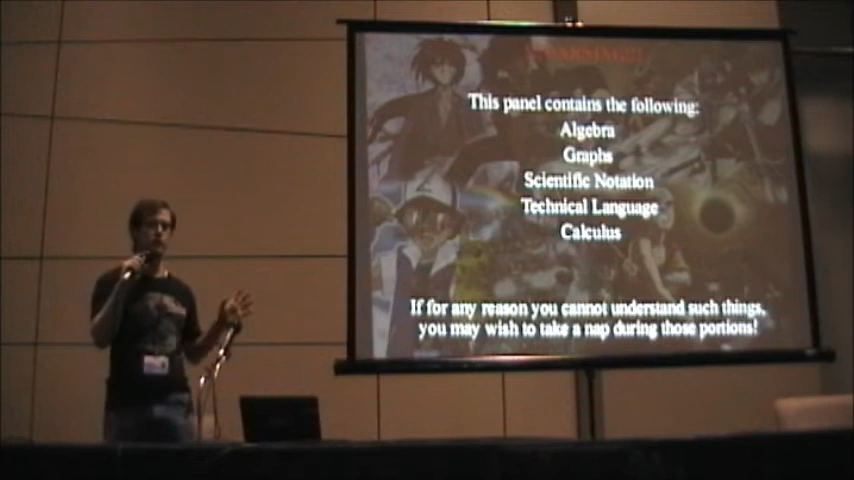 !!WARNING!!
This panel contains the following:
Algebra
Graphs
Scientific Notation
Technical Language
Calculus
If for any reason you cannot understand such things,
you may wish to take a nap during those portions!